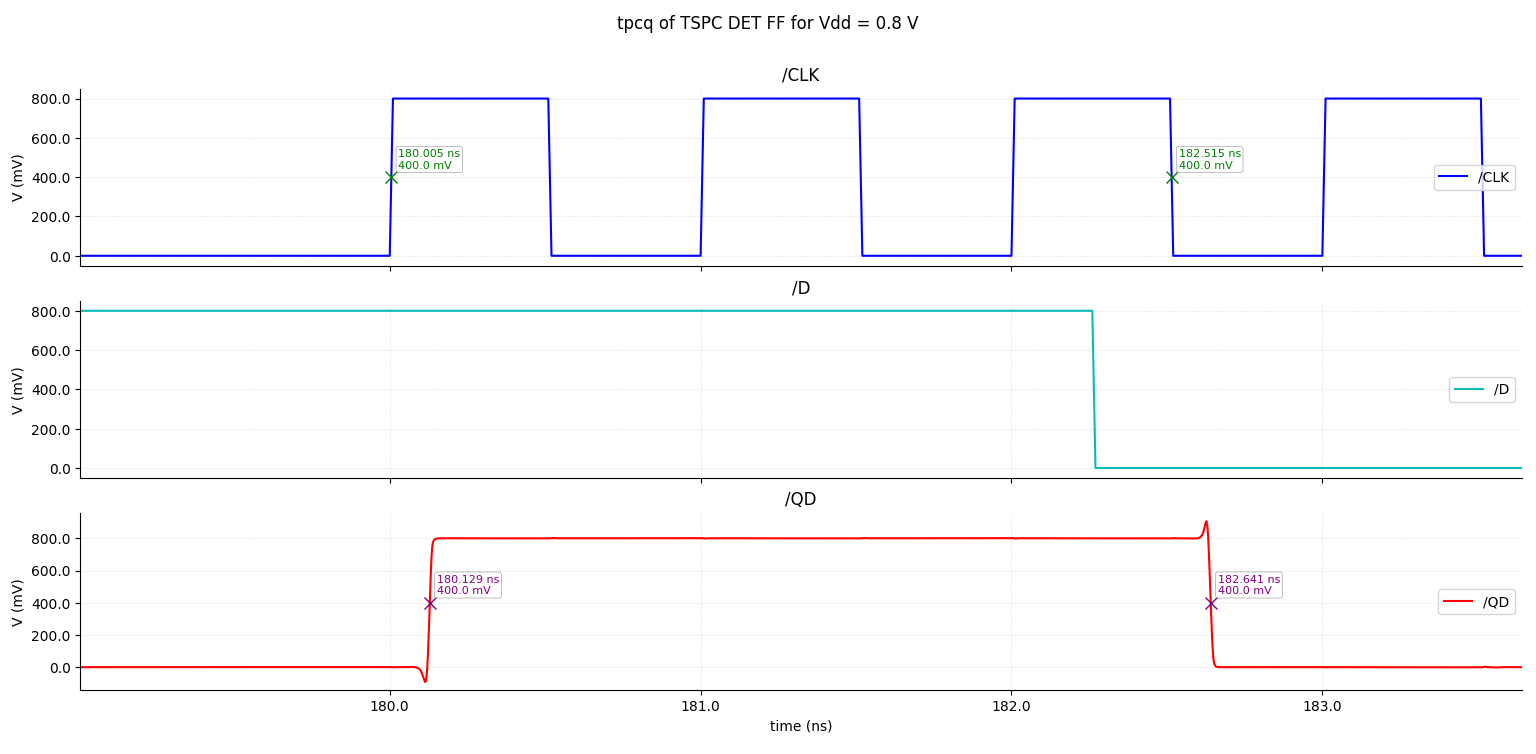 tpcq of TSPC DET FF for Vdd = 0.8 V
/CLK
800.0
600.0
400.0
200.0
0.0
V (mV)
180.005 ns
400.0 mV
182.515 ns
400.0 mV
/CLK
/D
800.0
600.0
400.0
200.0
0.0
V (mV)
/D
/QD
800.0
600.0
400.0
200.0
0.0
V (mV)
180.129 ns
400.0 mV
182.641 ns
400.0 mV
/QD
180.0
181.0
182.0
183.0
time (ns)